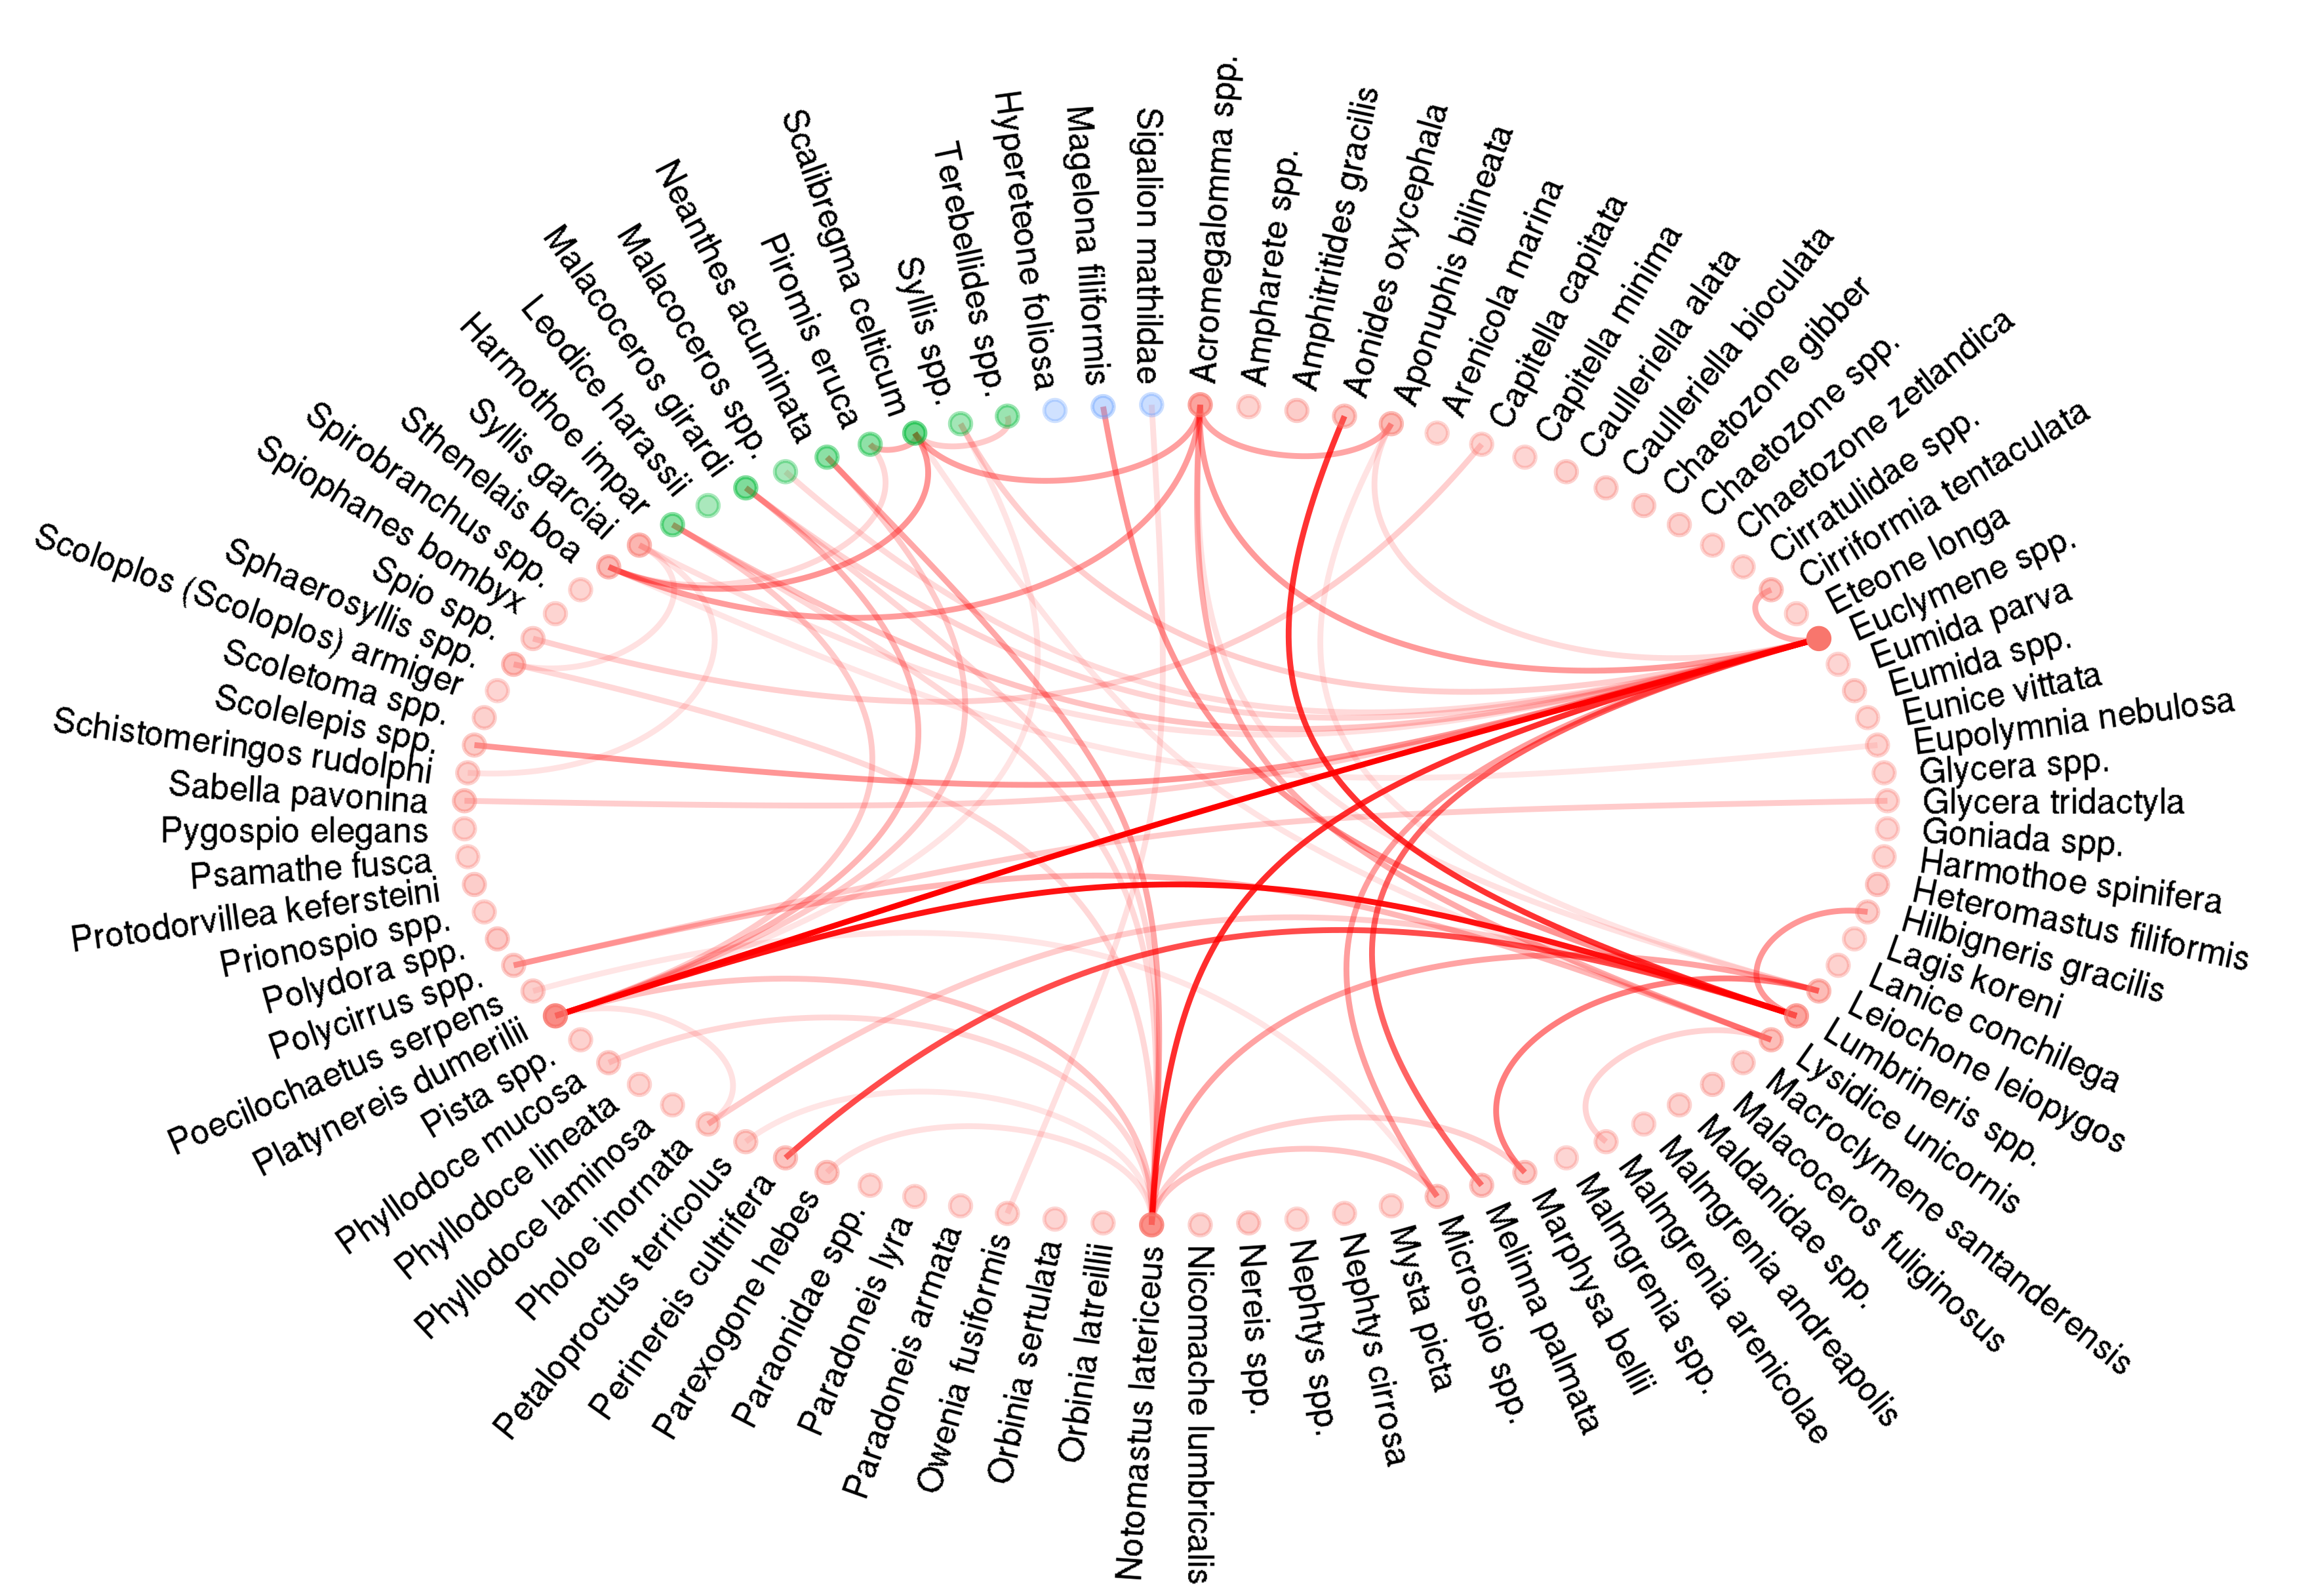 Acromegalomma spp.
Ampharete spp.
Amphitritides gracilis
Aonides oxycephala
Aponuphis bilineata
Arenicola marina
Capitella capitata
Capitella minima
Caulleriella alata
Caulleriella bioculata
Chaetozone gibber
Chaetozone spp.
Chaetozone zetlandica
Cirratulidae spp.
Cirriformia tentaculata
Eteone longa
Euclymene spp.
Eumida parva
Eumida spp.
Eunice vittata
Eupolymnia nebulosa
Glycera spp.
Glycera tridactyla
Goniada spp.
Harmothoe spinifera
Heteromastus filiformis
Hilbigneris gracilis
Lagis koreni
Lanice conchilega
Leiochone leiopygos
Lumbrineris spp.
Lysidice unicornis
Macroclymene santanderensis
Malacoceros fuliginosus
Maldanidae spp.
Malmgrenia andreapolis
Malmgrenia arenicolae
Malmgrenia spp.
Marphysa bellii
Melinna palmata
Microspio spp.
Mysta picta
Nephtys cirrosa
Nephtys spp.
Nereis spp.
Nicomache lumbricalis
Notomastus latericeus
Orbinia latreillii
Orbinia sertulata
Owenia fusiformis
Paradoneis armata
Paradoneis lyra
Paraonidae spp.
Parexogone hebes
Perinereis cultrifera
Petaloproctus terricolus
Pholoe inornata
Phyllodoce laminosa
Phyllodoce lineata
Phyllodoce mucosa
Pista spp.
Platynereis dumerilii
Poecilochaetus serpens
Polycirrus spp.
Polydora spp.
Prionospio spp.
Protodorvillea kefersteini
Psamathe fusca
Pygospio elegans
Sabella pavonina
Schistomeringos rudolphi
Scolelepis spp.
Scoletoma spp.
Scoloplos (Scoloplos) armiger
Sphaerosyllis spp.
Spio spp.
Spiophanes bombyx
Spirobranchus spp.
Sthenelais boa
Syllis garciai
Harmothoe impar
Leodice harassii
Malacoceros girardi
Malacoceros spp.
Neanthes acuminata
Piromis eruca
Scalibregma celticum
Syllis spp.
Terebellides spp.
Hypereteone foliosa
Magelona filiformis
Sigalion mathildae